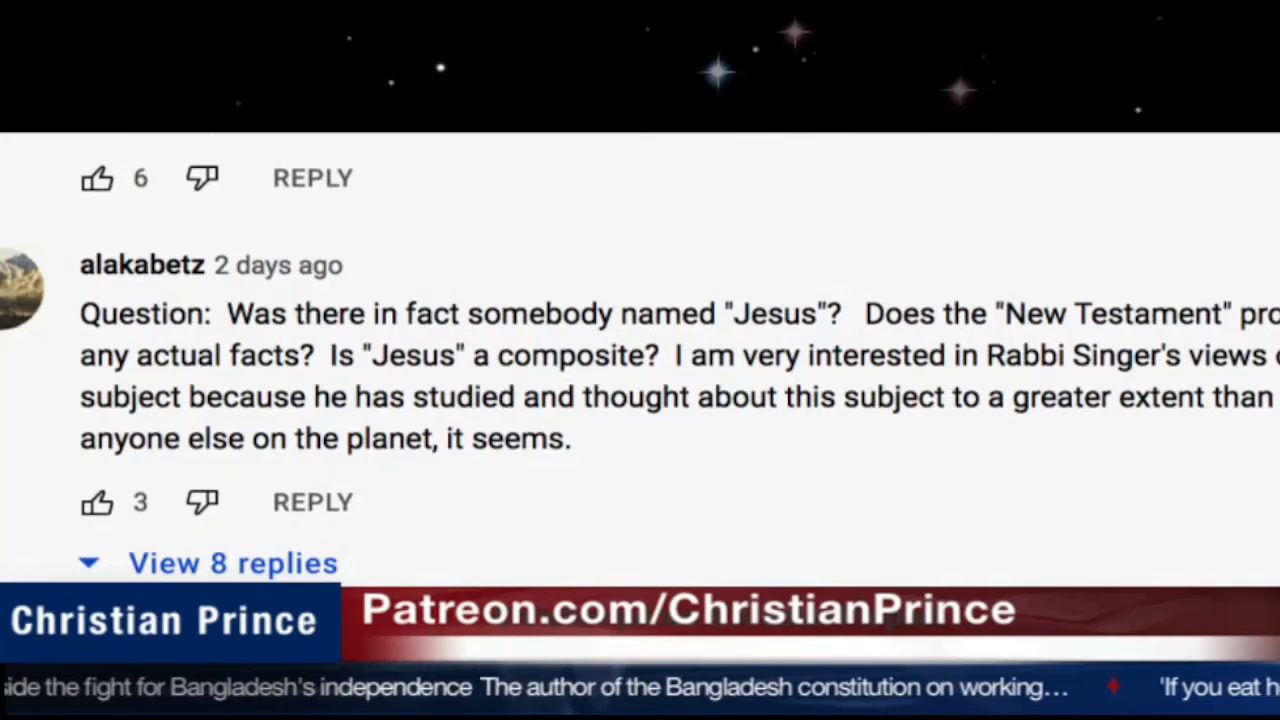 6 REPLY
alakabetz 2 days ago
Question: Was there in fact somebody named "Jesus"? Does the "New Testament" pro
any actual facts? Is "Jesus" a composite? I am very interested in Rabbi Singer's views
subject because he has studied and thought about this subject to a greater extent than
anyone else on the planet, it seems.
3 REPLY
View 8 replies
Christian Prince
Patreon.com/ChristianPrince
side the fight for Bangladesh's independence The author of the Bangladesh constitution on working... 'If you eat h